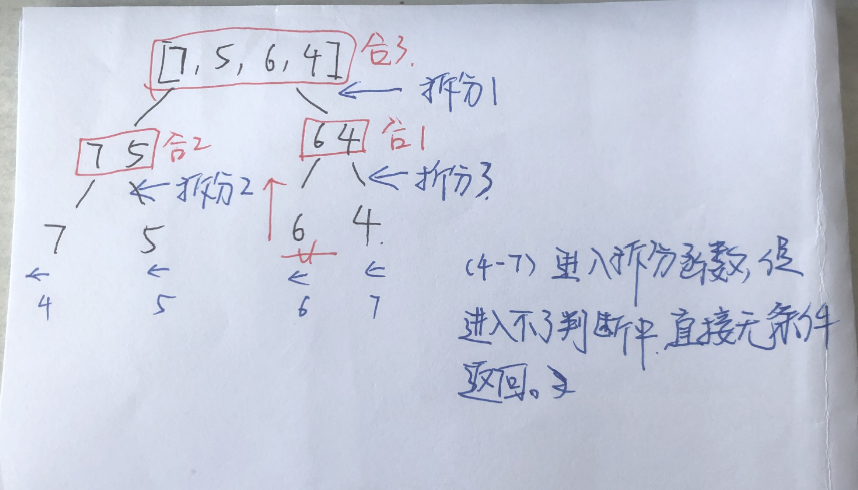 [7, 5, 6, 4] 合3.
← 拆分1
7 5 合2
6 4 合1
← 拆分2
← 拆分3.
7 5 6 4.
← ← ← ←
4 5 6 7
(4-7) 进入拆分函数,但
进入不了判断中.直接无条件
返回。